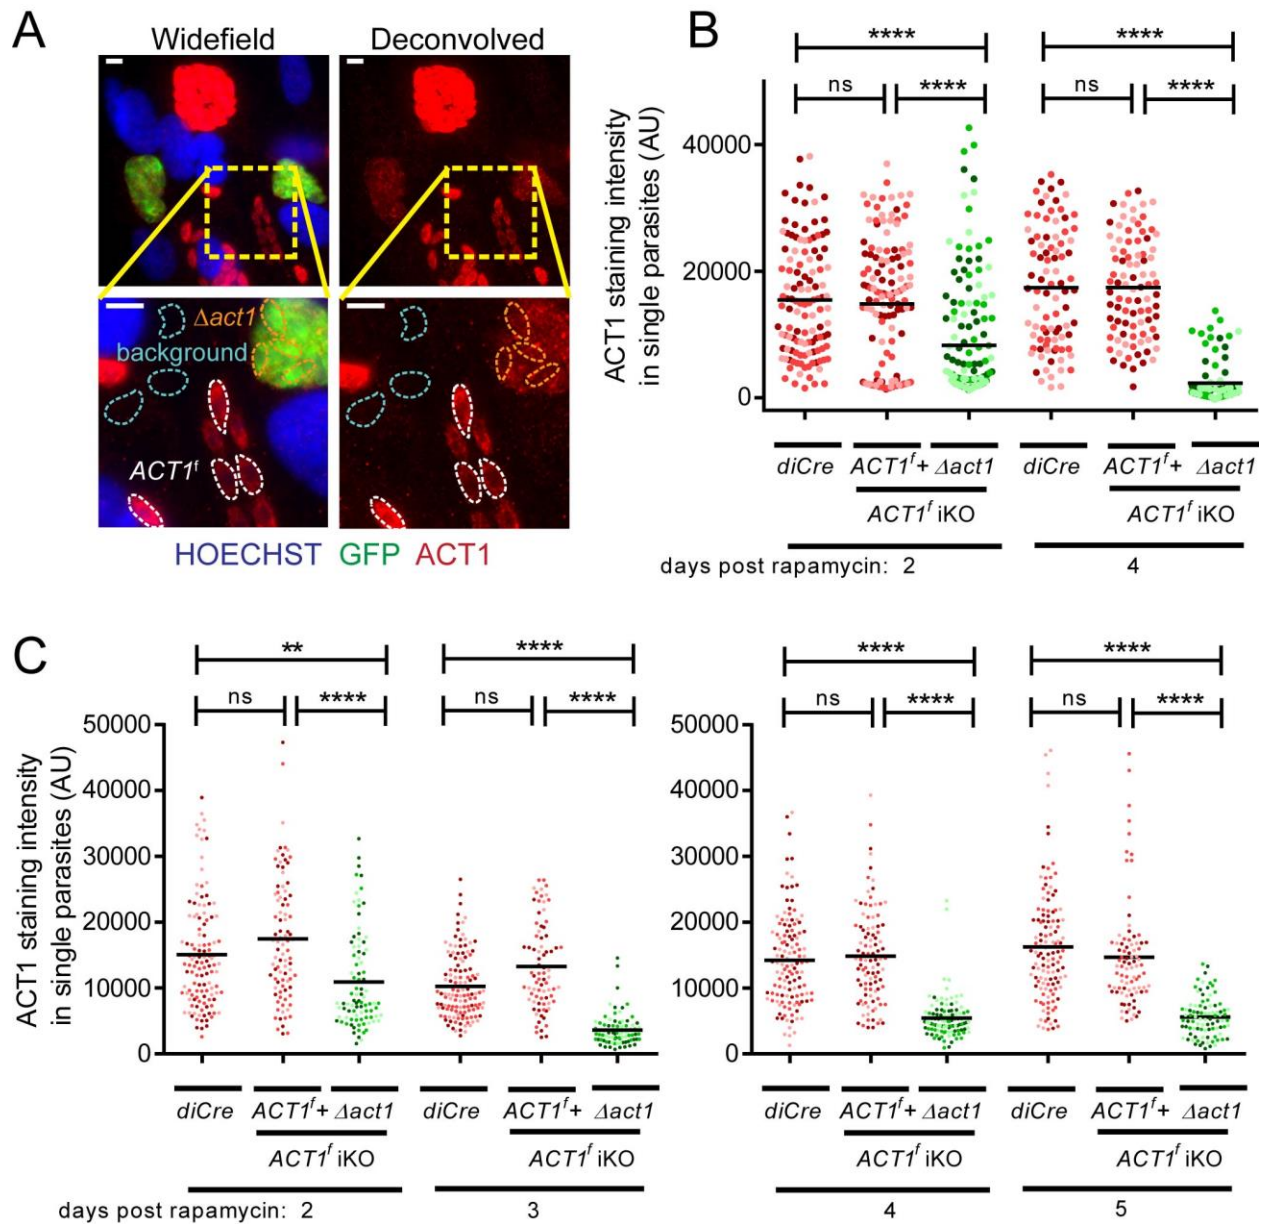 A
Widefield
Deconvolved
Δact1
background
ACT1f
HOECHST GFP ACT1
B
**** ****
ns **** ns ****
ACT1 staining intensity
in single parasites (AU)
40000
20000
0
diCre ACT1f+ Δact1 diCre ACT1f+ Δact1
ACT1f iKO ACT1f iKO
days post rapamycin: 2 4
C
** **** **** ****
ns **** ns **** ns **** ns ****
ACT1 staining intensity
in single parasites (AU)
50000 50000
40000 40000
30000 30000
20000 20000
10000 10000
0 0
diCre ACT1f+ Δact1 diCre ACT1f+ Δact1 diCre ACT1f+ Δact1 diCre ACT1f+ Δact1
ACT1f iKO ACT1f iKO ACT1f iKO ACT1f iKO
days post rapamycin: 2 3 4 5